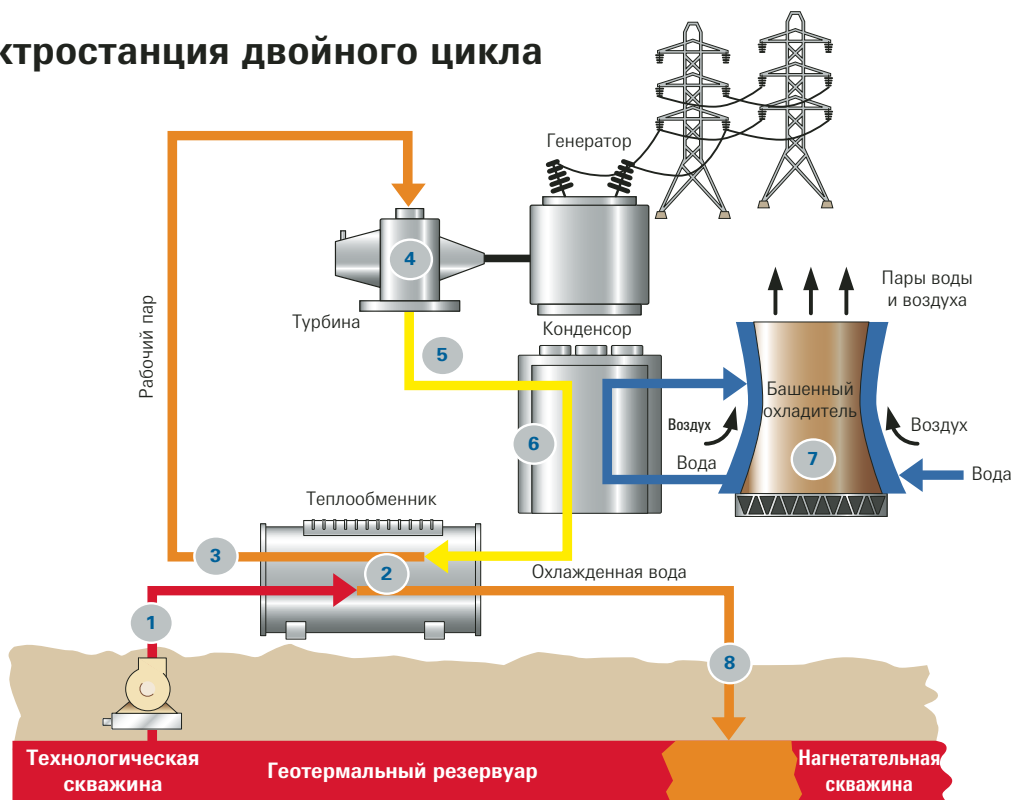 ктростанция двойного цикла
Генератор
Пары воды
и воздуха
4
Турбина
Конденсор
Рабочий пар
5
Башенный
охладитель
Воздух
Воздух
6
Вода
7
Вода
Теплообменник
3
2
Охлажденная вода
1
8
Технологическая
скважина
Геотермальный резервуар
Нагнетательная
скважина